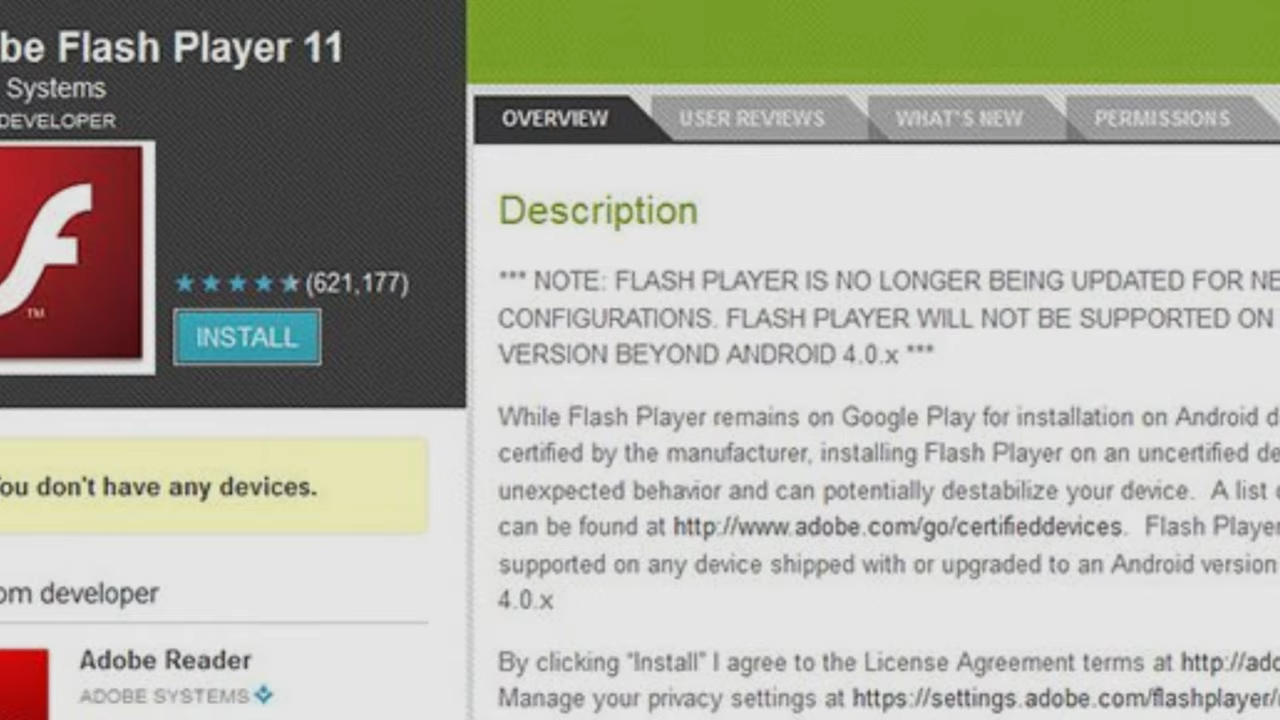 be Flash Player 11
Systems
DEVELOPER
TM
(621,177)
INSTALL
You don't have any devices.
om developer
Adobe Reader
ADOBE SYSTEMS
OVERVIEW
USER REVIEWS
WHAT'S NEW
PERMISSIONS
Description
*** NOTE: FLASH PLAYER IS NO LONGER BEING UPDATED FOR NE
CONFIGURATIONS. FLASH PLAYER WILL NOT BE SUPPORTED ON
VERSION BEYOND ANDROID 4.0.x ***
While Flash Player remains on Google Play for installation on Android d
certified by the manufacturer, installing Flash Player on an uncertified de
unexpected behavior and can potentially destabilize your device. A list
can be found at http://www.adobe.com/go/certifieddevices. Flash Player
supported on any device shipped with or upgraded to an Android version
4.0.x
By clicking "Install" I agree to the License Agreement terms at http://ado
Manage your privacy settings at https://settings.adobe.com/flashplayer/